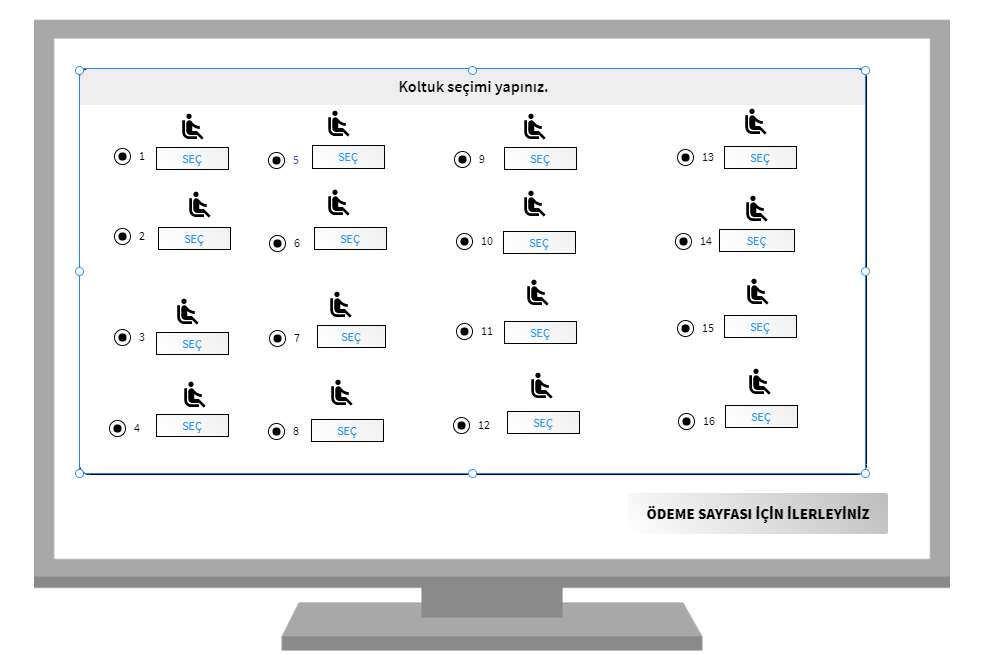 Koltuk seçimi yapınız.
1 SEÇ 5 SEÇ 9 SEÇ 13 SEÇ
2 SEÇ 6 SEÇ 10 SEÇ 14 SEÇ
3 SEÇ 7 SEÇ 11 SEÇ 15 SEÇ
4 SEÇ 8 SEÇ 12 SEÇ 16 SEÇ
ÖDEME SAYFASI İÇİN İLERLEYİNİZ